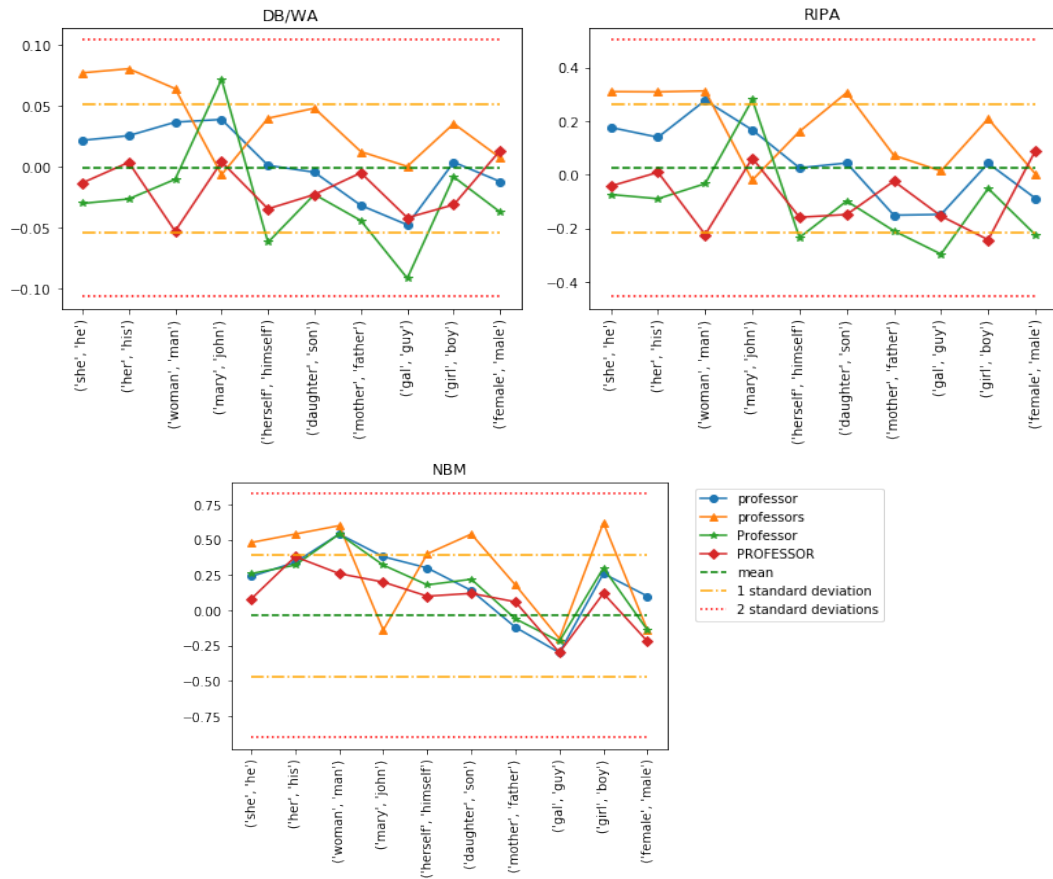 DB/WA
0.10
0.05
0.00
−0.05
−0.10
('she', 'he')
('her', 'his')
('woman', 'man')
('mary', 'john')
('herself', 'himself')
('daughter', 'son')
('mother', 'father')
('gal', 'guy')
('girl', 'boy')
('female', 'male')
RIPA
0.4
0.2
0.0
−0.2
−0.4
('she', 'he')
('her', 'his')
('woman', 'man')
('mary', 'john')
('herself', 'himself')
('daughter', 'son')
('mother', 'father')
('gal', 'guy')
('girl', 'boy')
('female', 'male')
NBM
0.75
0.50
0.25
0.00
−0.25
−0.50
−0.75
('she', 'he')
('her', 'his')
('woman', 'man')
('mary', 'john')
('herself', 'himself')
('daughter', 'son')
('mother', 'father')
('gal', 'guy')
('girl', 'boy')
('female', 'male')
professor
professors
Professor
PROFESSOR
mean
1 standard deviation
2 standard deviations